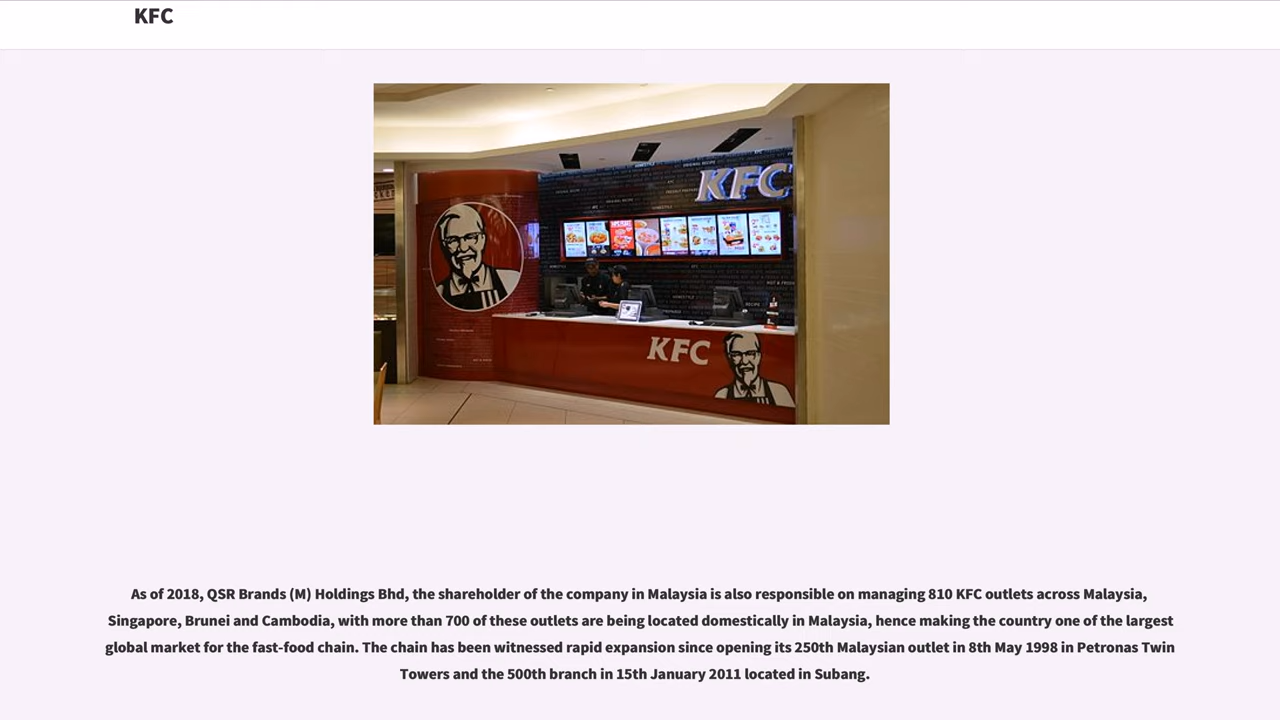 KFC
KFC
KFC
As of 2018, QSR Brands (M) Holdings Bhd, the shareholder of the company in Malaysia is also responsible on managing 810 KFC outlets across Malaysia,
Singapore, Brunei and Cambodia, with more than 700 of these outlets are being located domestically in Malaysia, hence making the country one of the largest
global market for the fast-food chain. The chain has been witnessed rapid expansion since opening its 250th Malaysian outlet in 8th May 1998 in Petronas Twin
Towers and the 500th branch in 15th January 2011 located in Subang.